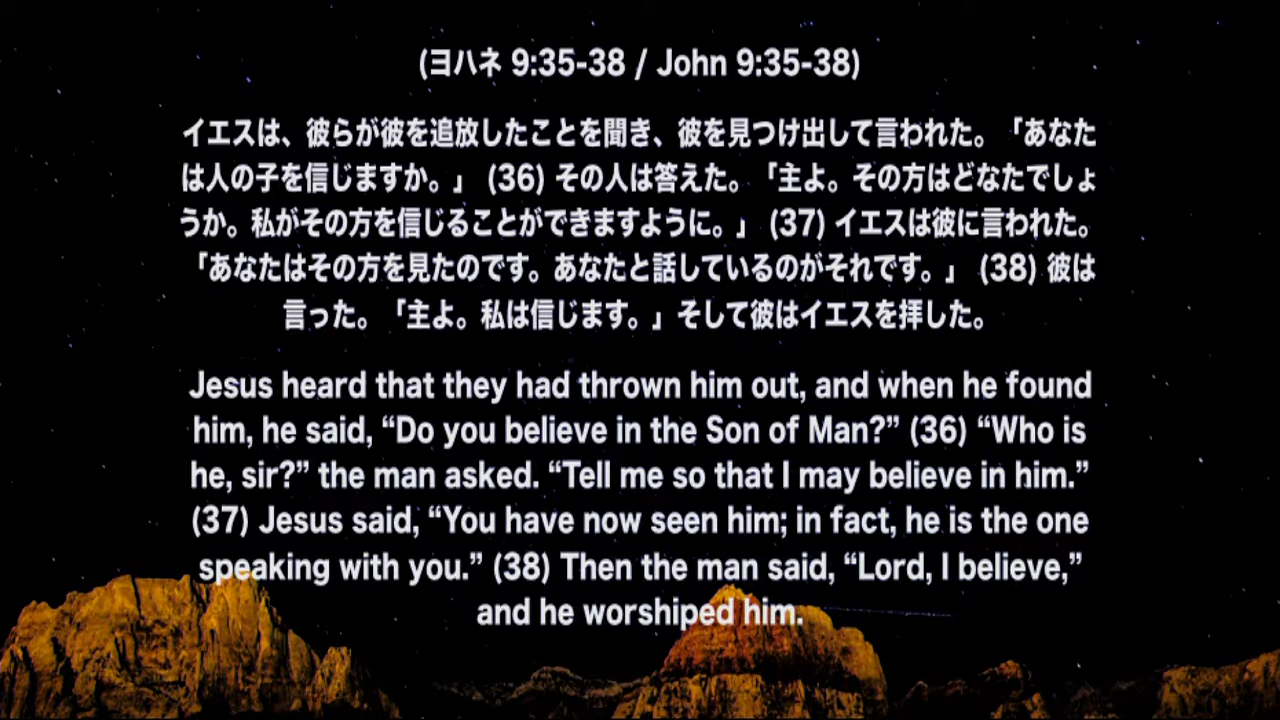 (ヨハネ 9:35-38 / John 9:35-38)
イエスは、彼らが彼を追放したことを聞き、彼を見つけ出して言われた。「あなた
は人の子を信じますか。」 (36) その人は答えた。「主よ。その方はどなたでしょ
うか。私がその方を信じることができますように。」 (37) イエスは彼に言われた。
「あなたはその方を見たのです。あなたと話しているのがそれです。」 (38) 彼は
言った。「主よ。私は信じます。」そして彼はイエスを拝した。
Jesus heard that they had thrown him out, and when he found
him, he said, “Do you believe in the Son of Man?” (36) “Who is
he, sir?” the man asked. “Tell me so that I may believe in him.”
(37) Jesus said, “You have now seen him; in fact, he is the one
speaking with you.” (38) Then the man said, “Lord, I believe,”
and he worshiped him.